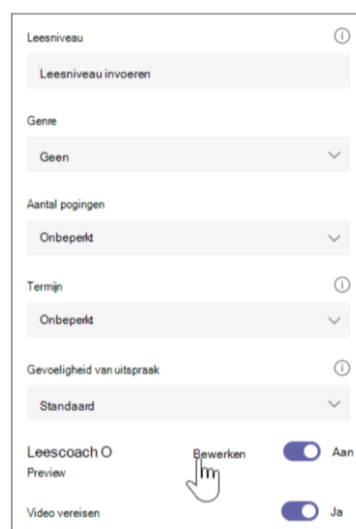 Leesniveau
Leesniveau invoeren
Genre
Geen
Aantal pogingen
Onbeperkt
Termijn
Onbeperkt
Gevoeligheid van uitspraak
Standaard
Leescoach O Bewerken Aan
Preview
Video vereisen Ja